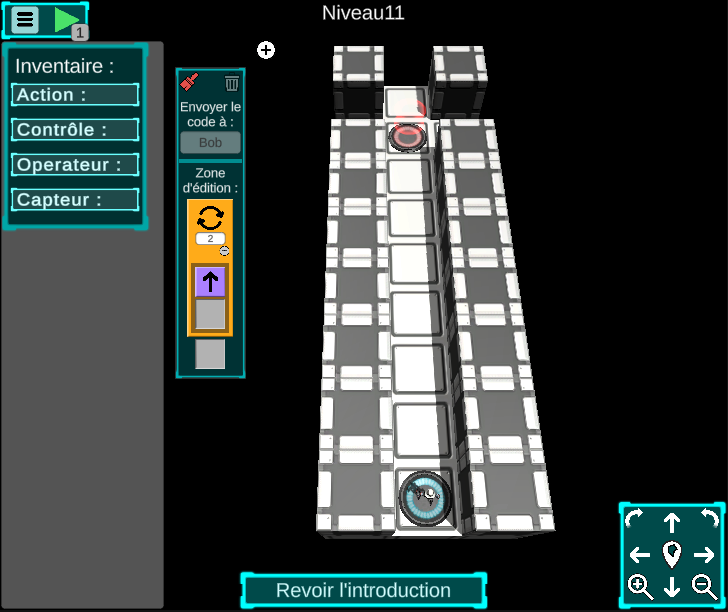 Niveau11
1
Inventaire :
Action :
Contrôle :
Operateur :
Capteur :
Envoyer le
code à :
Bob
Zone
d'édition :
2
Revoir l'introduction